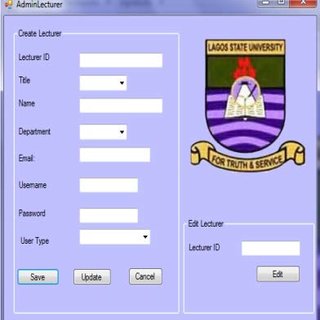 AdminLecturer
Create Lecturer
Lecturer ID
Title
Name
Department
Email:
Username
Password
User Type
Save Update Cancel
LAGOS STATE UNIVERSITY
FOR TRUTH & SERVICE
Edit Lecturer
Lecturer ID
Edit